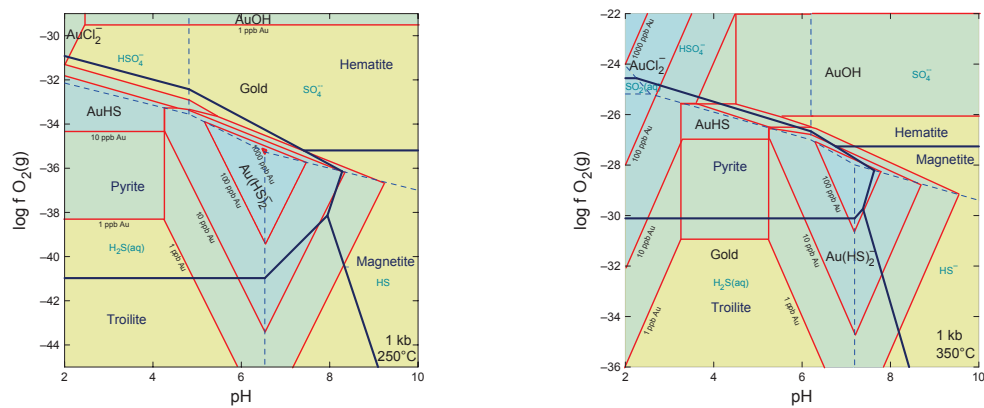 −30
−32
−34
−36
−38
−40
−42
−44
log f O₂(g)
2
4
6
8
10
pH
AuOH
1 ppb Au
AuCl₂⁻
HSO₄⁻
Hematite
SO₄⁻
Gold
AuHS
10 ppb Au
1000 ppb Au
Au(HS)₂⁻
100 ppb Au
Pyrite
10 ppb Au
1 ppb Au
1 ppb Au
H₂S(aq)
Magnetite
HS⁻
Troilite
1 kb
250°C
−22
−24
−26
−28
−30
−32
−34
−36
log f O₂(g)
2
4
6
8
10
pH
1000 ppb Au
HSO₄⁻
AuCl₂⁻
AuOH
SO₄⁻
SO₂(aq)
AuHS
Hematite
Magnetite
100 ppb Au
10 ppb Au
Pyrite
100 ppb Au
10 ppb Au
Gold
Au(HS)₂⁻
H₂S(aq)
HS⁻
Troilite
1 ppb Au
1 ppb Au
1 kb
350°C